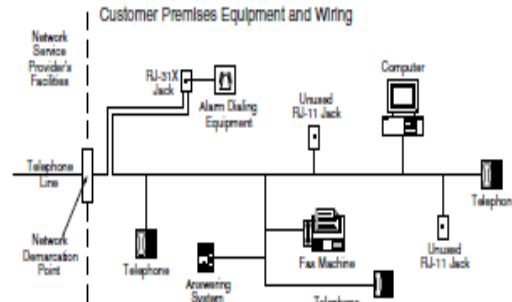 Customer Premises Equipment and Wiring
Network
Service
Provider's
Facilities
RJ-31X
Jack
Alarm Dialing
Equipment
Unused
RJ-11 Jack
Computer
Telephone
Line
Telephon
Network
Demarcation
Point
Telephone
Answering
System
Fax Machine
Unused
RJ-11 Jack
Telephone